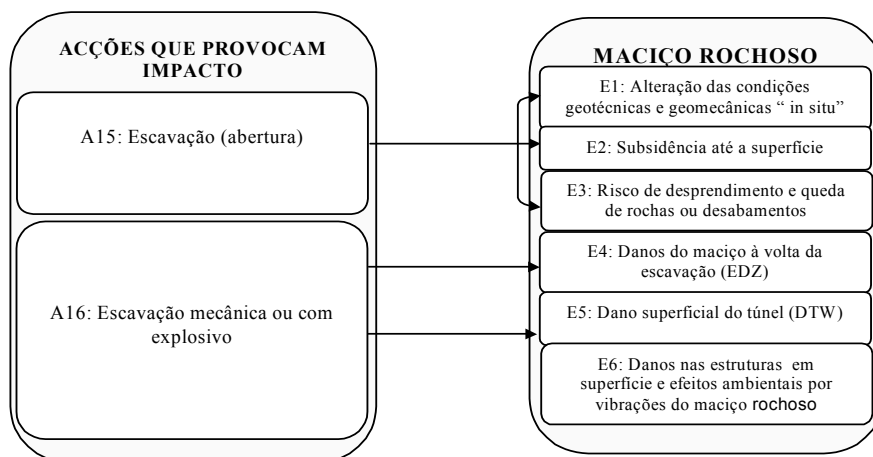 ACÇÕES QUE PROVOCAM
IMPACTO
A15: Escavação (abertura)
A16: Escavação mecânica ou com
explosivo
MACIÇO ROCHOSO
E1: Alteração das condições
geotécnicas e geomecânicas “ in situ”
E2: Subsidência até a superfície
E3: Risco de desprendimento e queda
de rochas ou desabamentos
E4: Danos do maciço à volta da
escavação (EDZ)
E5: Dano superficial do túnel (DTW)
E6: Danos nas estruturas em
superfície e efeitos ambientais por
vibrações do maciço rochoso